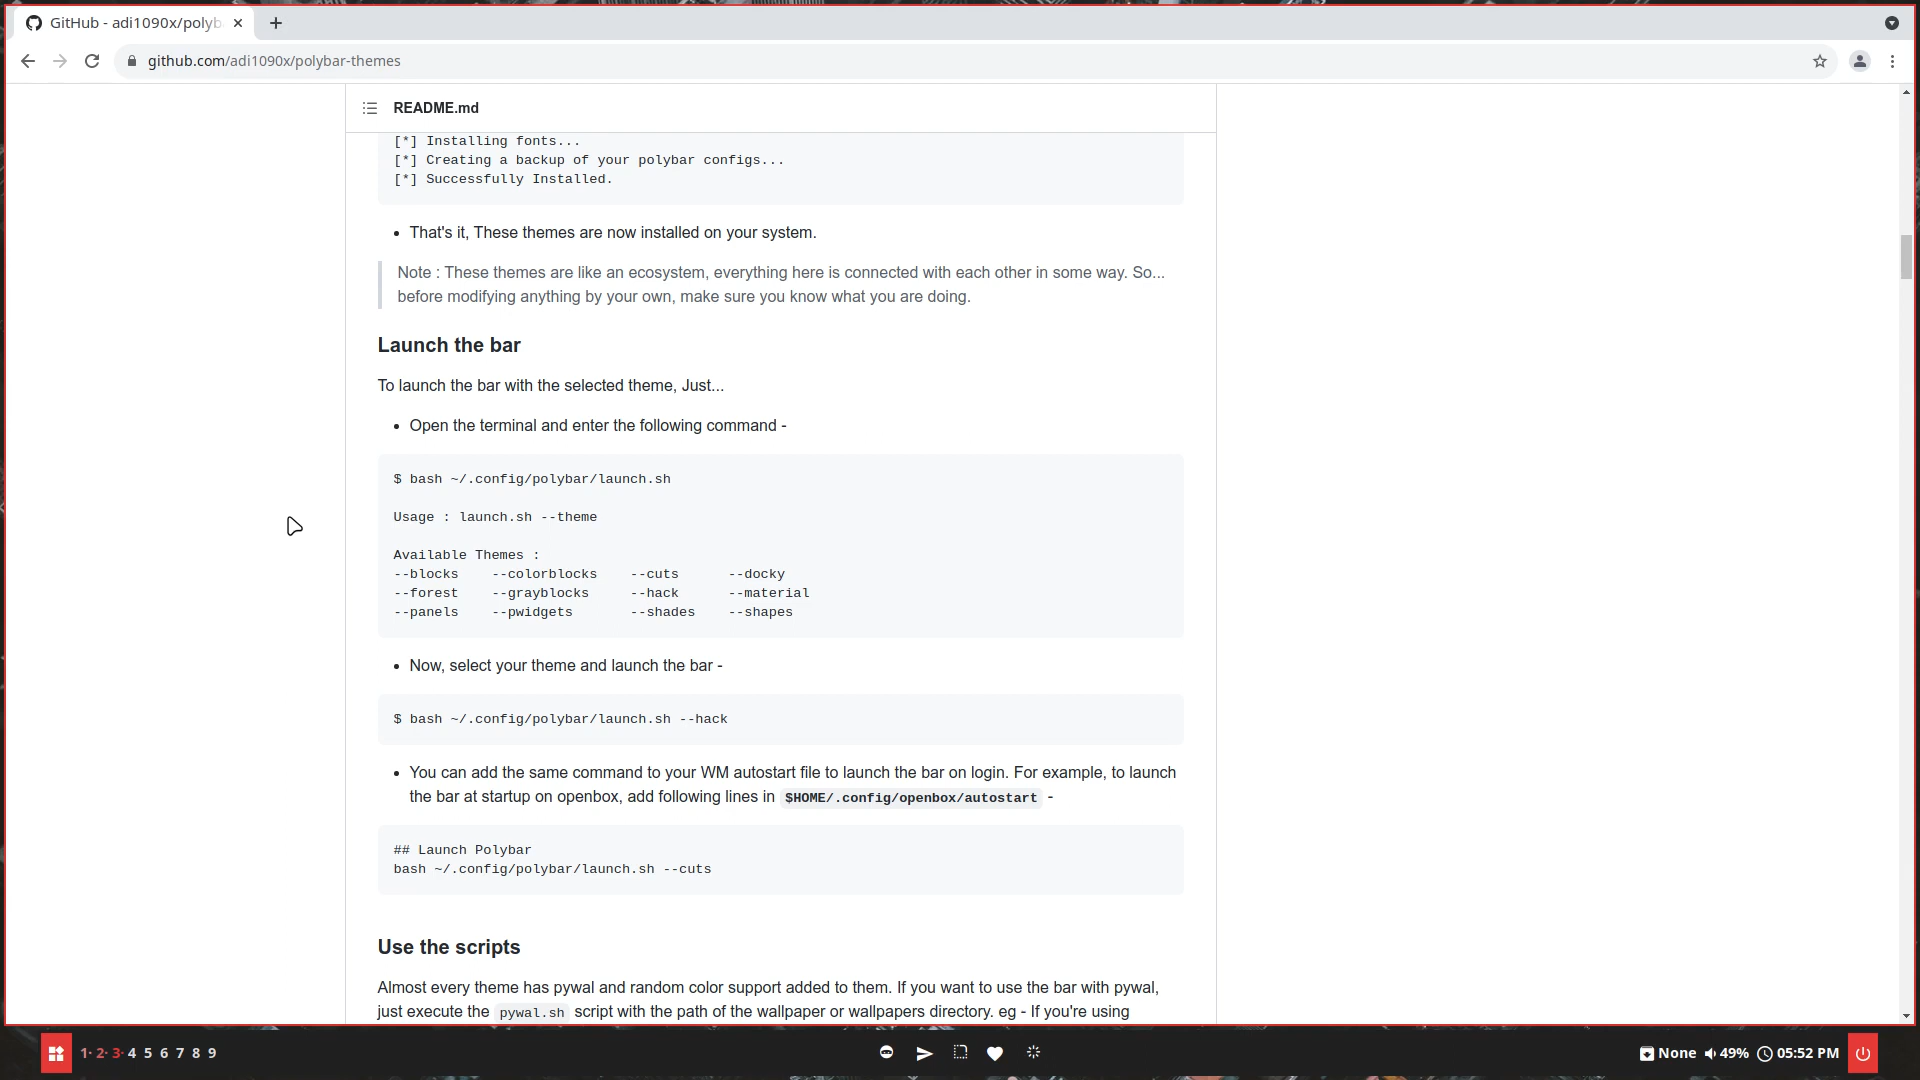 GitHub - adi1090x/polyb
github.com/adi1090x/polybar-themes
README.md
[*] Installing fonts...
[*] Creating a backup of your polybar configs...
[*] Successfully Installed.
• That's it, These themes are now installed on your system.
Note : These themes are like an ecosystem, everything here is connected with each other in some way. So...
before modifying anything by your own, make sure you know what you are doing.
Launch the bar
To launch the bar with the selected theme, Just...
• Open the terminal and enter the following command -
$ bash ~/.config/polybar/launch.sh
Usage : launch.sh --theme
Available Themes :
--blocks    --colorblocks    --cuts      --docky
--forest    --grayblocks     --hack      --material
--panels    --pwidgets       --shades    --shapes
• Now, select your theme and launch the bar -
$ bash ~/.config/polybar/launch.sh --hack
• You can add the same command to your WM autostart file to launch the bar on login. For example, to launch
the bar at startup on openbox, add following lines in $HOME/.config/openbox/autostart -
## Launch Polybar
bash ~/.config/polybar/launch.sh --cuts
Use the scripts
Almost every theme has pywal and random color support added to them. If you want to use the bar with pywal,
just execute the pywal.sh script with the path of the wallpaper or wallpapers directory. eg - If you're using
1· 2· 3· 4 5 6 7 8 9
None 49% 05:52 PM